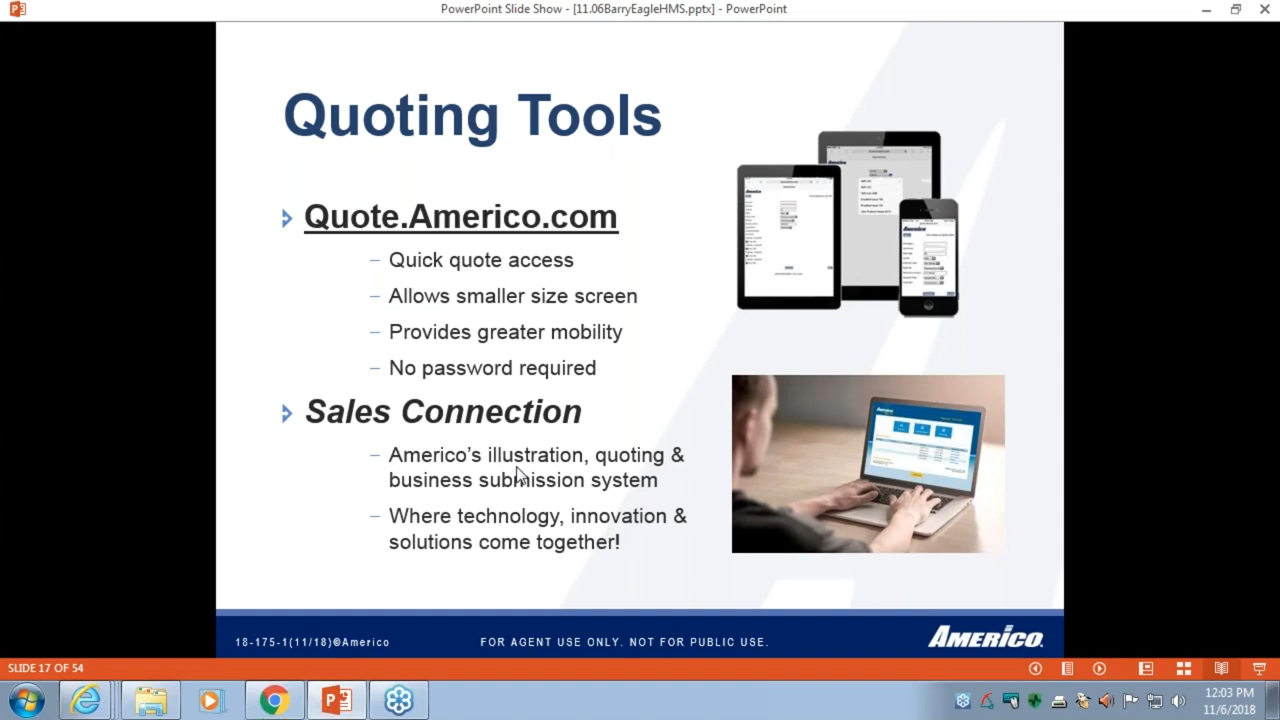 PowerPoint Slide Show - [11.06BarryEagleHMS.pptx] - PowerPoint
Quoting Tools
Quote.Americo.com
– Quick quote access
– Allows smaller size screen
– Provides greater mobility
– No password required
Sales Connection
– Americo's illustration, quoting &
business submission system
– Where technology, innovation &
solutions come together!
18-175-1(11/18)©Americo
FOR AGENT USE ONLY. NOT FOR PUBLIC USE.
AMERICO
SLIDE 17 OF 54
12:03 PM
11/6/2018